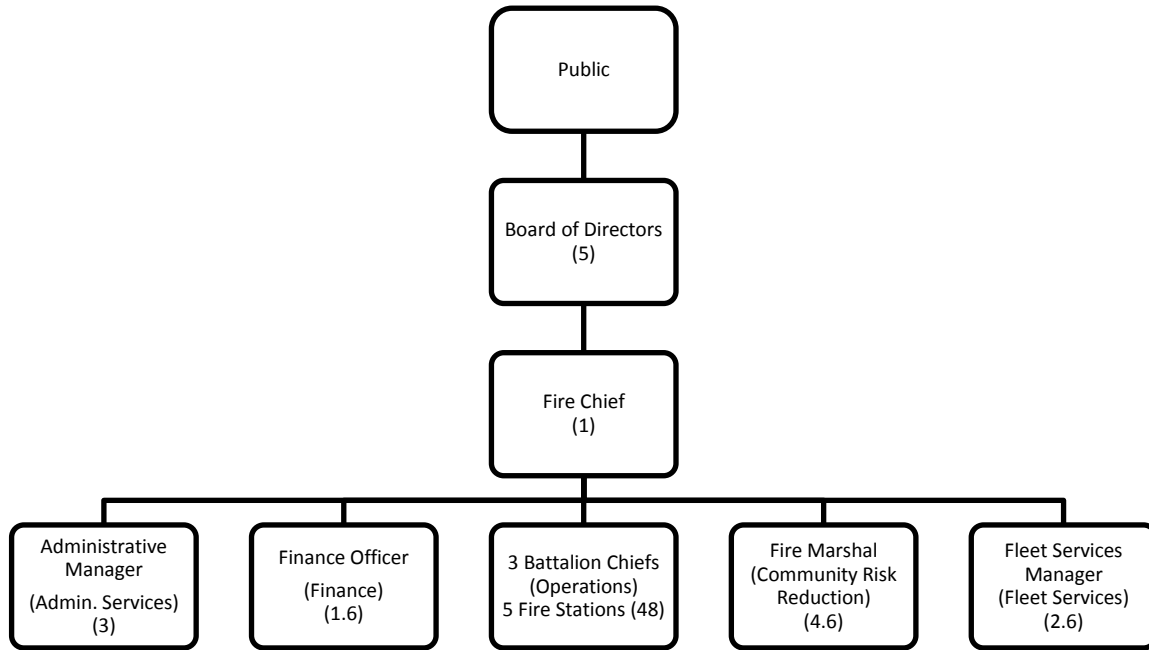 Public
Board of Directors
(5)
Fire Chief
(1)
Administrative
Manager
(Admin. Services)
(3)
Finance Officer
(Finance)
(1.6)
3 Battalion Chiefs
(Operations)
5 Fire Stations (48)
Fire Marshal
(Community Risk
Reduction)
(4.6)
Fleet Services
Manager
(Fleet Services)
(2.6)